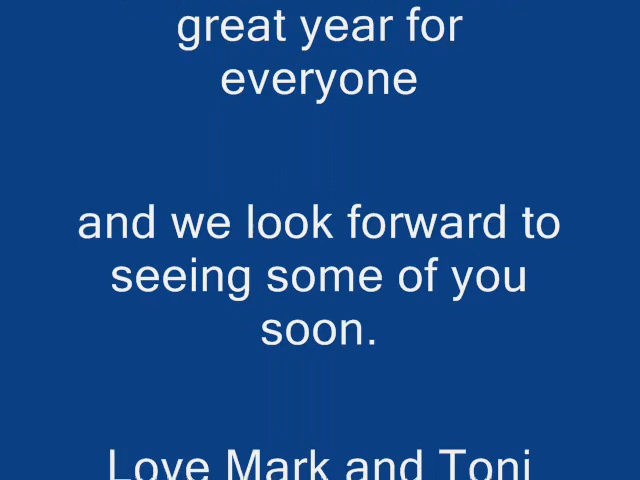 great year for
everyone
and we look forward to
seeing some of you
soon.
Love Mark and Toni